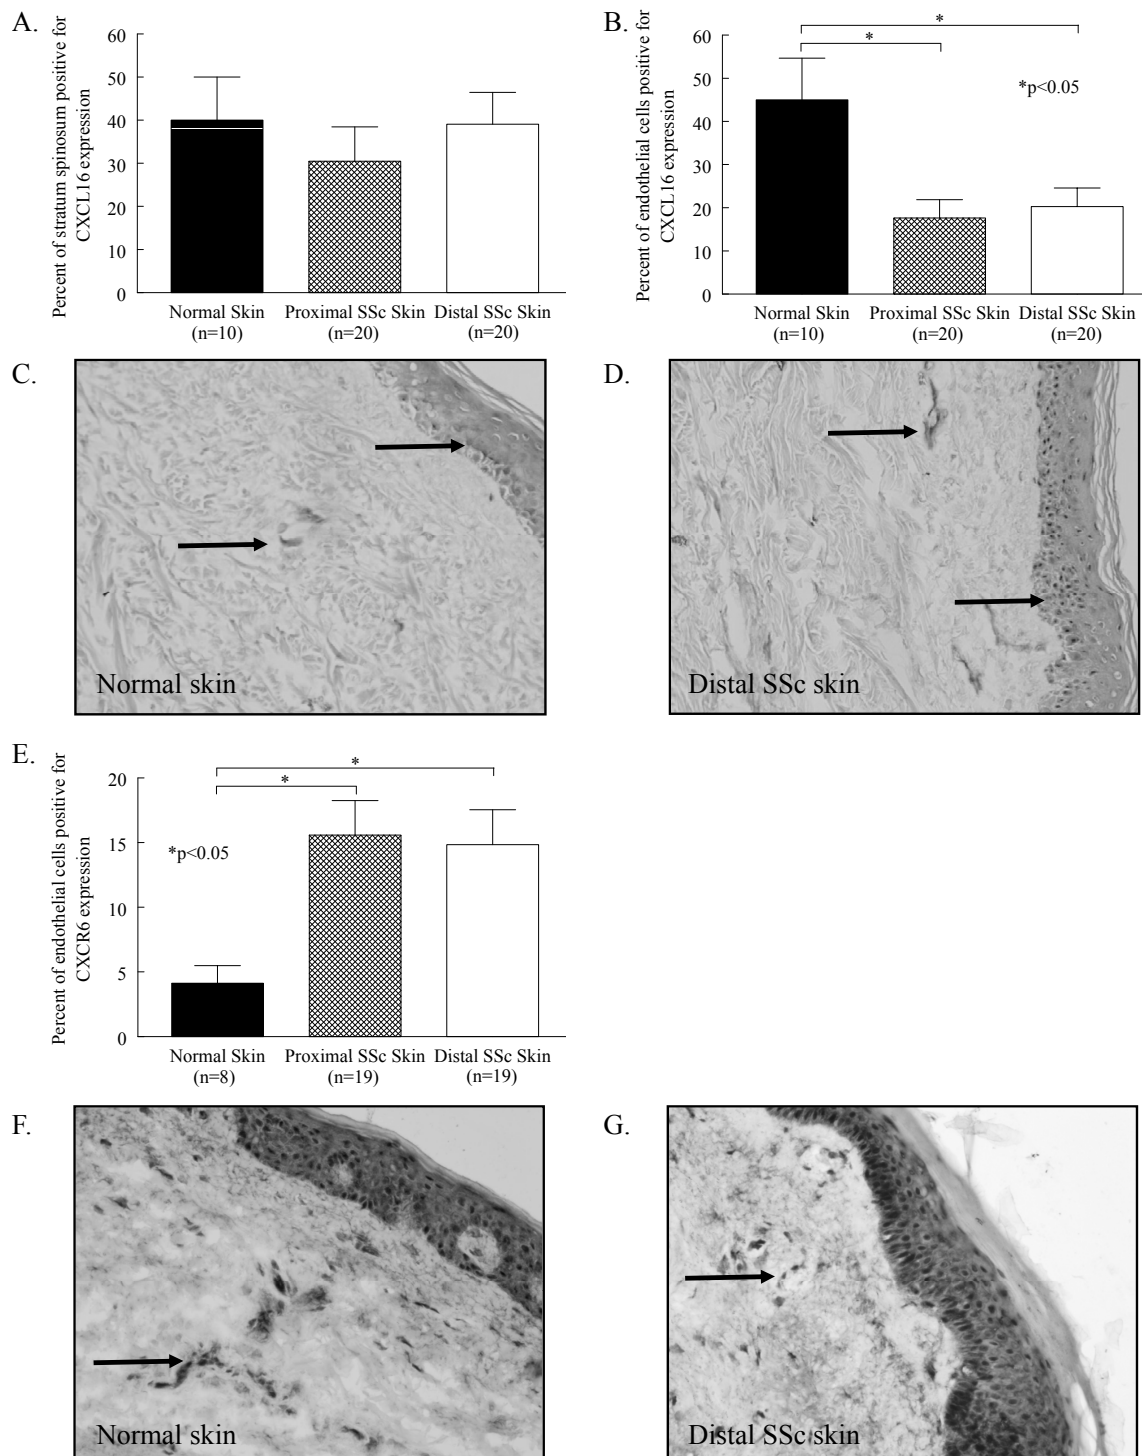 A.
Percent of stratum spinosum positive for
CXCL16 expression
60
50
40
30
20
10
0
Normal Skin
(n=10)
Proximal SSc Skin
(n=20)
Distal SSc Skin
(n=20)
B.
Percent of endothelial cells positive for
CXCL16 expression
60
50
40
30
20
10
0
*
*
*p<0.05
Normal Skin
(n=10)
Proximal SSc Skin
(n=20)
Distal SSc Skin
(n=20)
C.
Normal skin
D.
Distal SSc skin
E.
Percent of endothelial cells positive for
CXCR6 expression
20
15
10
5
0
*
*
*p<0.05
Normal Skin
(n=8)
Proximal SSc Skin
(n=19)
Distal SSc Skin
(n=19)
F.
Normal skin
G.
Distal SSc skin